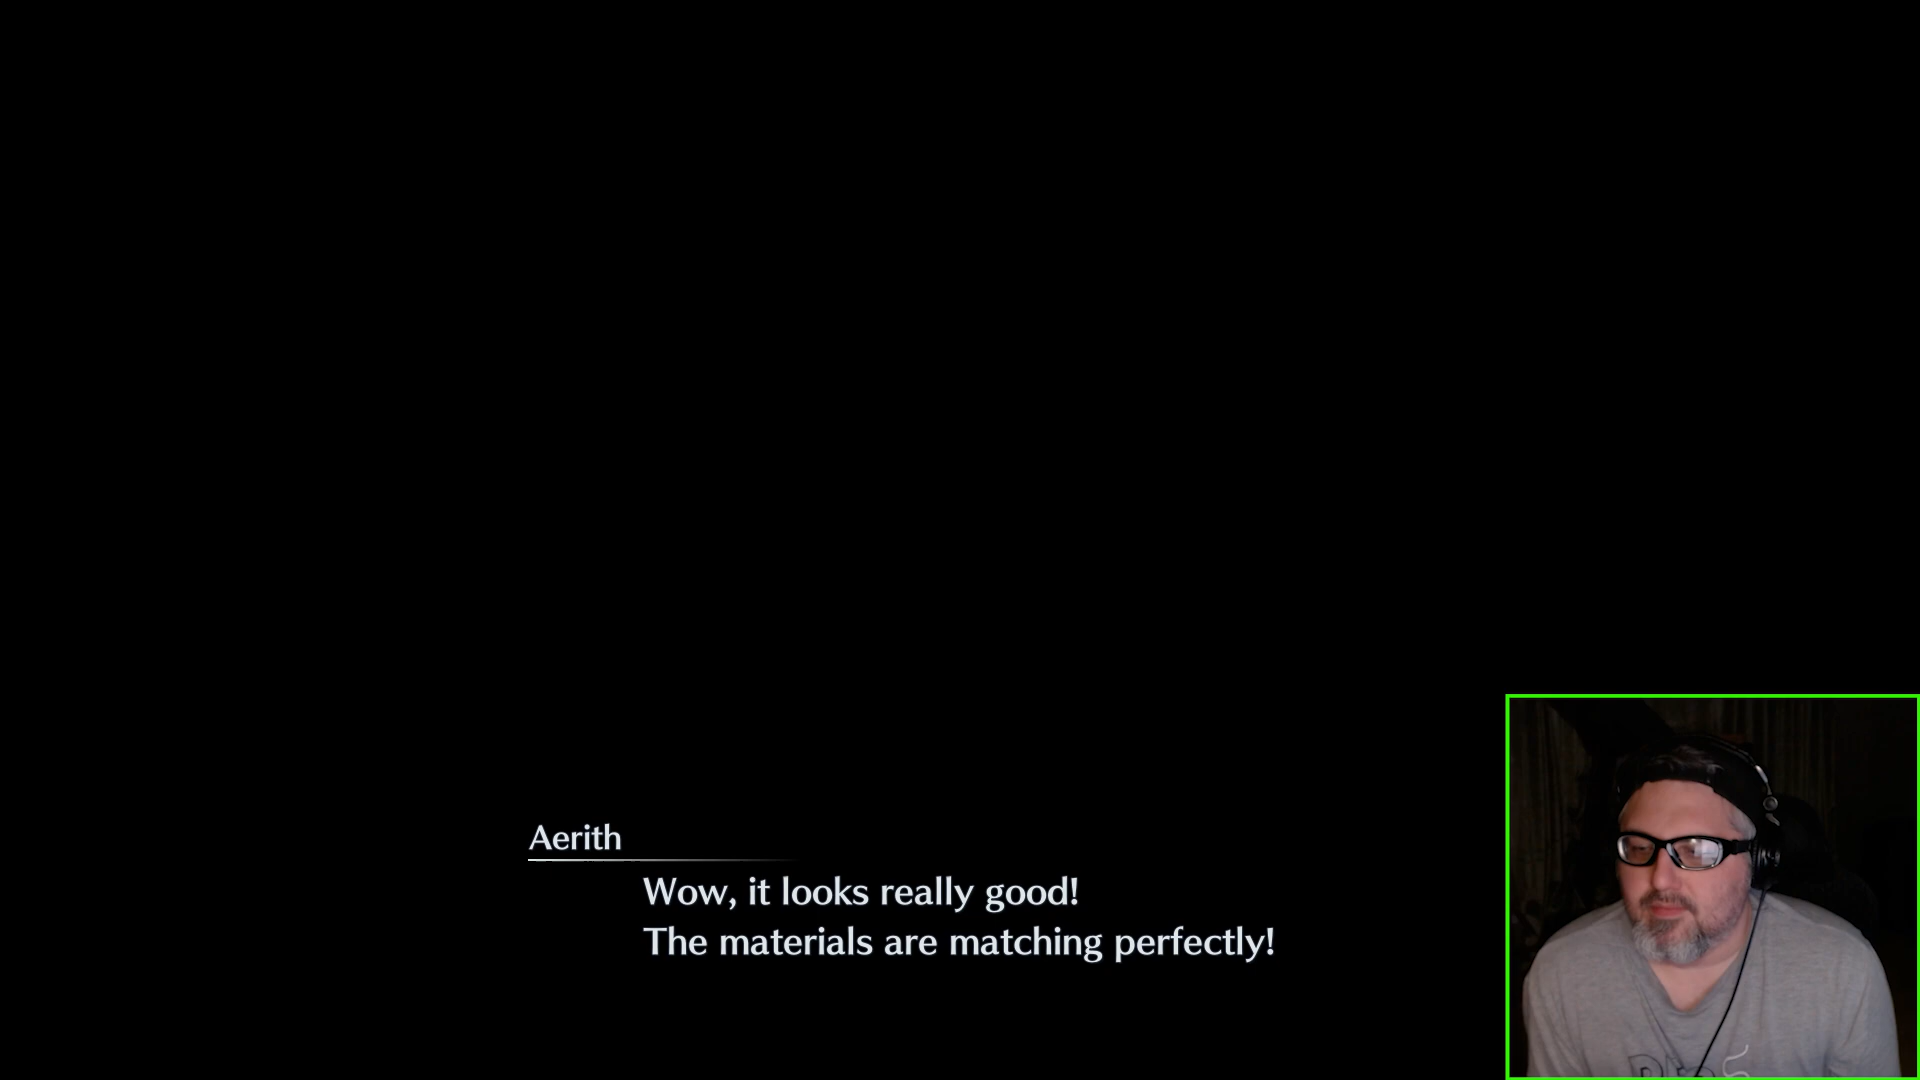 Aerith
Wow, it looks really good!
The materials are matching perfectly!